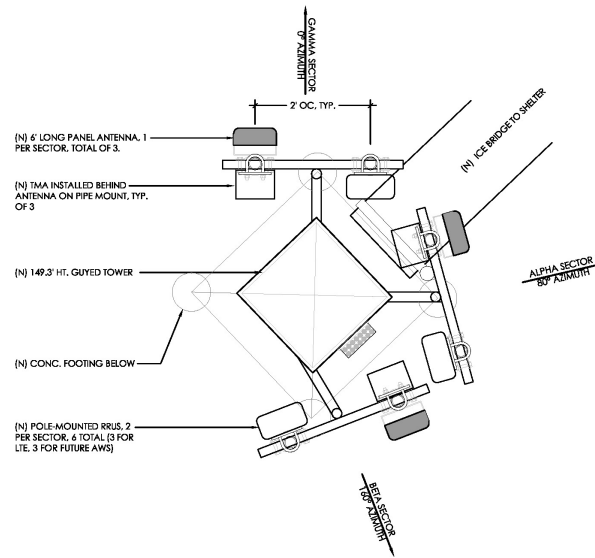 GAMMA SECTOR
0° AZIMUTH
2' OC, TYP.
(N) ICE BRIDGE TO SHELTER
(N) 6' LONG PANEL ANTENNA, 1
PER SECTOR, TOTAL OF 3.
(N) TMA INSTALLED BEHIND
ANTENNA ON PIPE MOUNT, TYP.
OF 3
(N) 149.3' HT. GUYED TOWER
ALPHA SECTOR
80° AZIMUTH
(N) CONC. FOOTING BELOW
(N) POLE-MOUNTED RRUS, 2
PER SECTOR, 6 TOTAL (3 FOR
LTE, 3 FOR FUTURE AWS)
BETA SECTOR
160° AZIMUTH